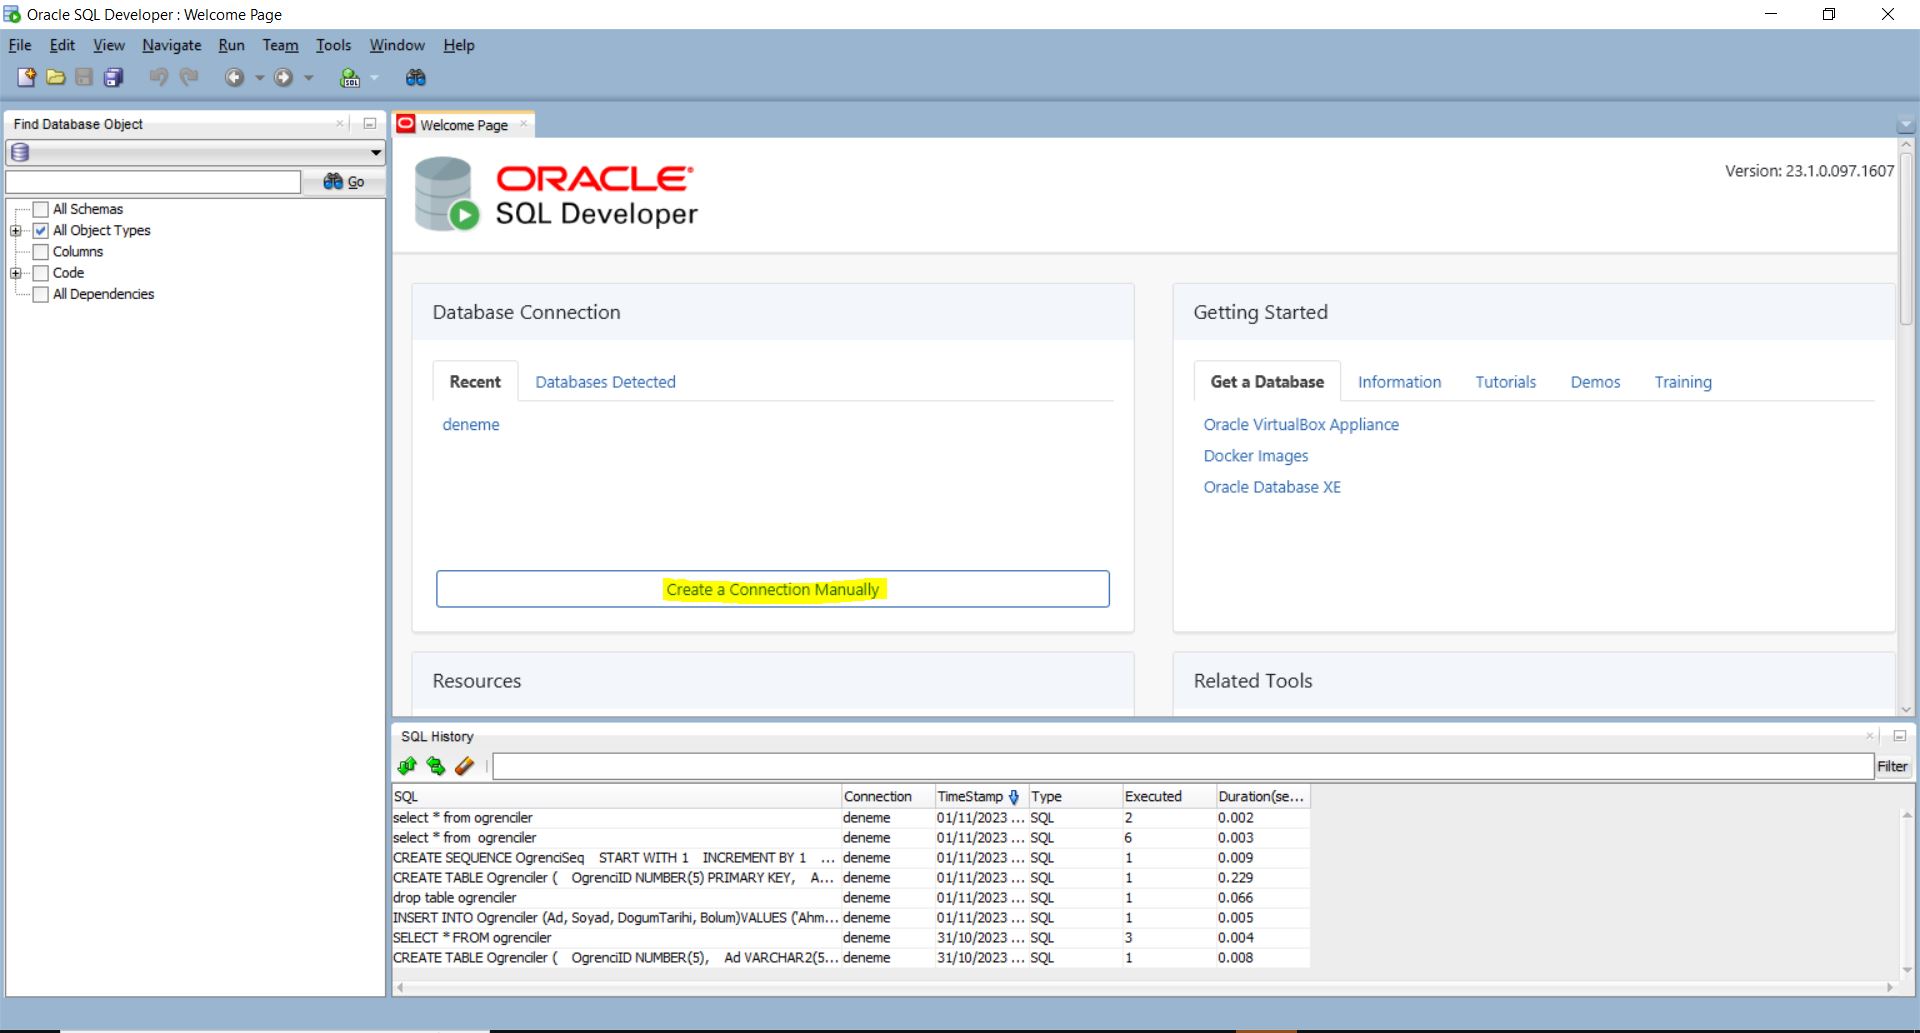 Oracle SQL Developer : Welcome Page
File Edit View Navigate Run Team Tools Window Help
SQL
Find Database Object
Go
All Schemas
All Object Types
Columns
Code
All Dependencies
Welcome Page
ORACLE
SQL Developer
Version: 23.1.0.097.1607
Database Connection
Recent Databases Detected
deneme
Create a Connection Manually
Getting Started
Get a Database Information Tutorials Demos Training
Oracle VirtualBox Appliance
Docker Images
Oracle Database XE
Resources
Related Tools
SQL History
Filter
SQL Connection TimeStamp Type Executed Duration(se...
select * from ogrenciler deneme 01/11/2023 ... SQL 2 0.002
select * from ogrenciler deneme 01/11/2023 ... SQL 6 0.003
CREATE SEQUENCE OgrenciSeq START WITH 1 INCREMENT BY 1 ... deneme 01/11/2023 ... SQL 1 0.009
CREATE TABLE Ogrenciler ( OgrenciID NUMBER(5) PRIMARY KEY, A... deneme 01/11/2023 ... SQL 1 0.229
drop table ogrenciler deneme 01/11/2023 ... SQL 1 0.066
INSERT INTO Ogrenciler (Ad, Soyad, DogumTarihi, Bolum)VALUES ('Ahm... deneme 01/11/2023 ... SQL 1 0.005
SELECT * FROM ogrenciler deneme 31/10/2023 ... SQL 3 0.004
CREATE TABLE Ogrenciler ( OgrenciID NUMBER(5), Ad VARCHAR2(5... deneme 31/10/2023 ... SQL 1 0.008